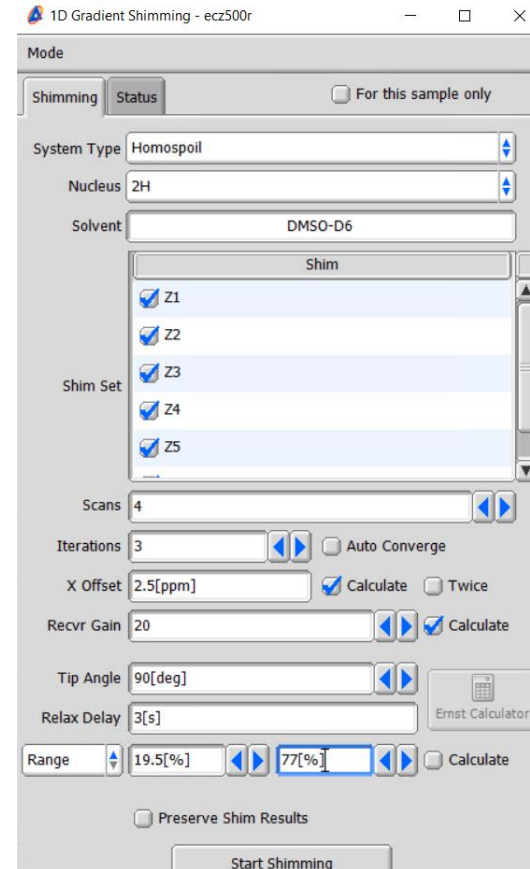 1D Gradient Shimming - ecz500r
Mode
Shimming Status For this sample only
System Type Homospoil
Nucleus 2H
Solvent DMSO-D6
Shim
Z1
Z2
Z3
Shim Set
Z4
Z5
Scans 4
Iterations 3 Auto Converge
X Offset 2.5[ppm] Calculate Twice
Recvr Gain 20 Calculate
Tip Angle 90[deg]
Relax Delay 3[s] Ernst Calculator
Range 19.5[%] 77[%] Calculate
Preserve Shim Results
Start Shimming